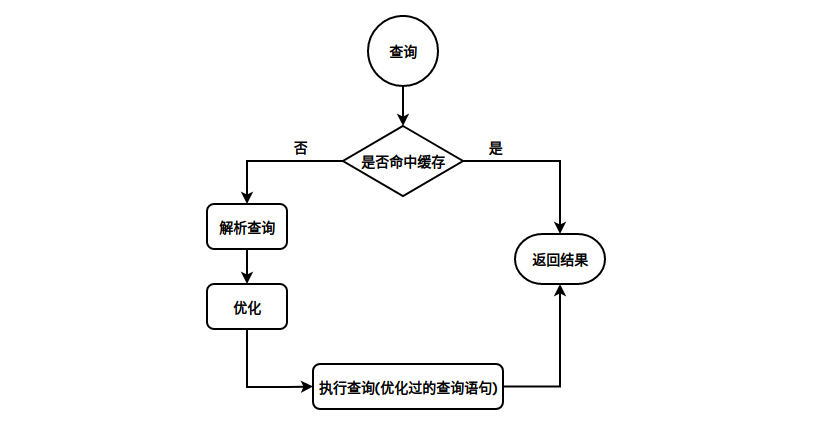 查询
否
是
是否命中缓存
解析查询
返回结果
优化
执行查询(优化过的查询语句)